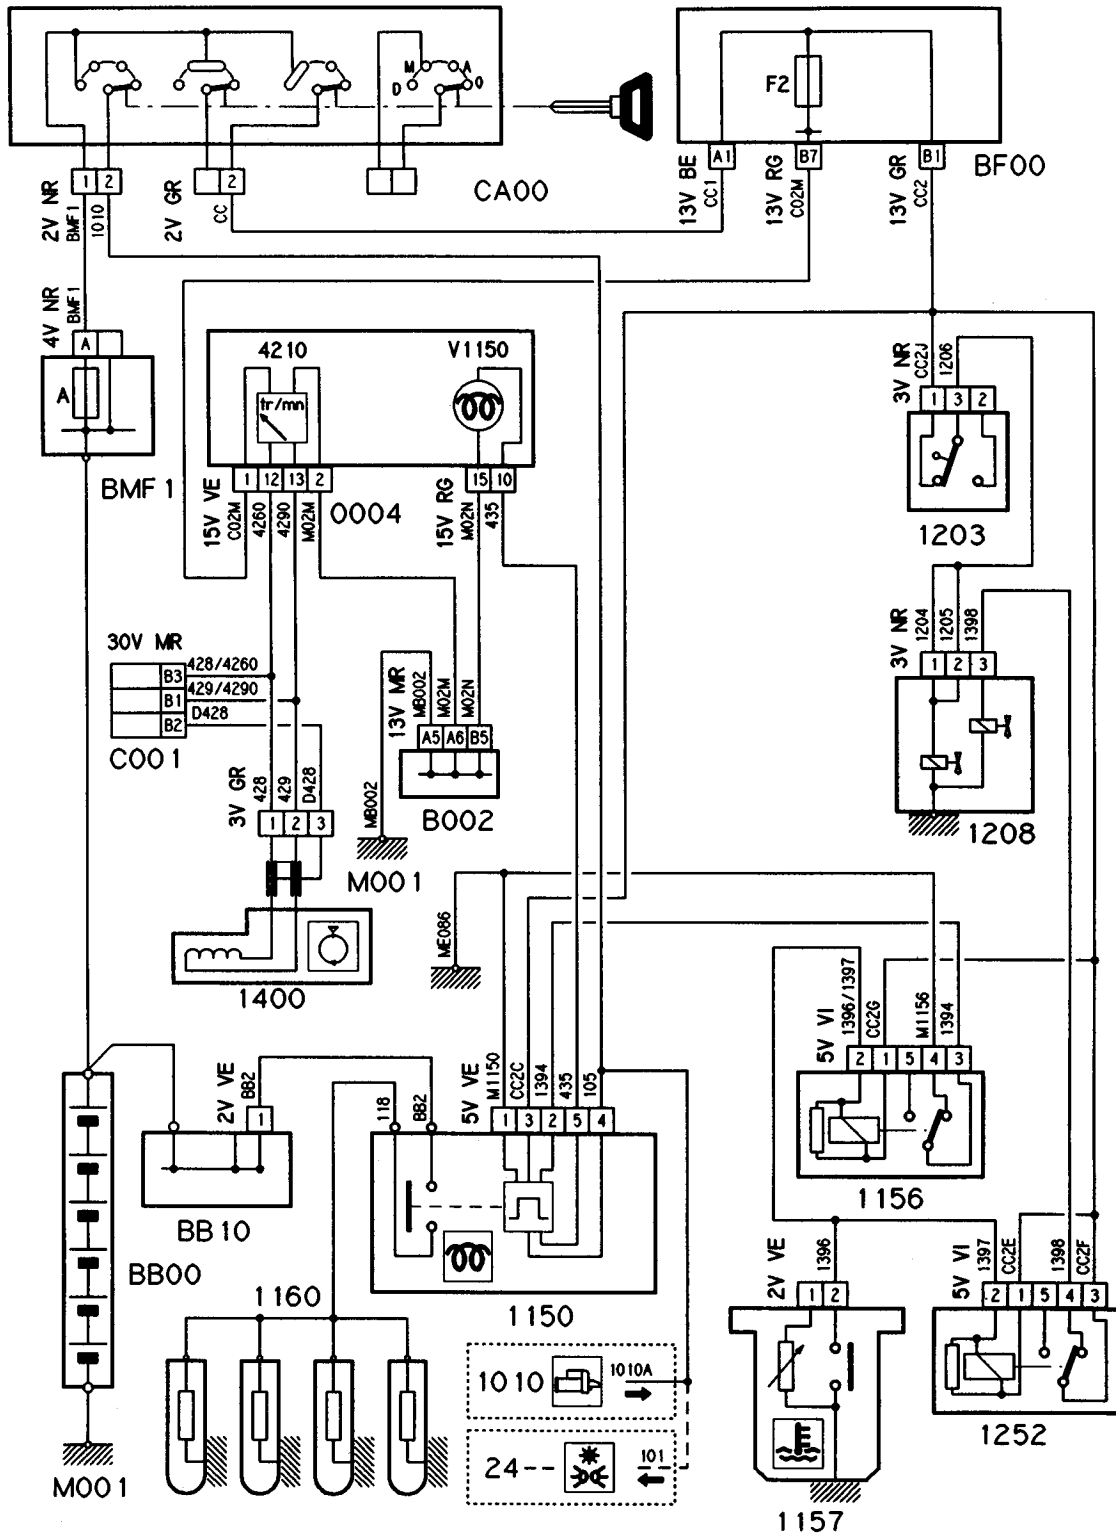 M A
D O
F2
1 2
2
CA00
A1 B7 B1
BF00
2V NR
BMF1
1010
2V GR
CC
13V BE
CC1
13V RG
C02M
13V GR
CC2
4V NR
BMF1
A
A
BMF1
4210
V1150
tr/mn
1 12 13 2
15 10
0004
15V VE
C02M
4260
4290
M02M
15V RG
M02N
435
3V NR
CC2J
1206
1 3 2
1203
30V MR
B3 428/4260
B1 429/4290
B2 D428
C001
3V NR
1204
1205
1398
1 2 3
1208
13V MR
MB002
M02M
M02N
A5 A6 B5
B002
MB002
M001
3V GR
428
429
D428
1 2 3
1400
ME086
5V VI
1396/1397
CC2G
M1156
1394
2 1 5 4 3
1156
2V VE
BB2
1
BB10
BB00
M001
118
BB2
5V VE
M1150
CC2C
1394
435
105
1 3 2 5 4
1150
1160
1010 1010A
24-- 101
2V VE
1396
1 2
1157
5V VI
1397
CC2E
1398
CC2F
2 1 5 4 3
1252